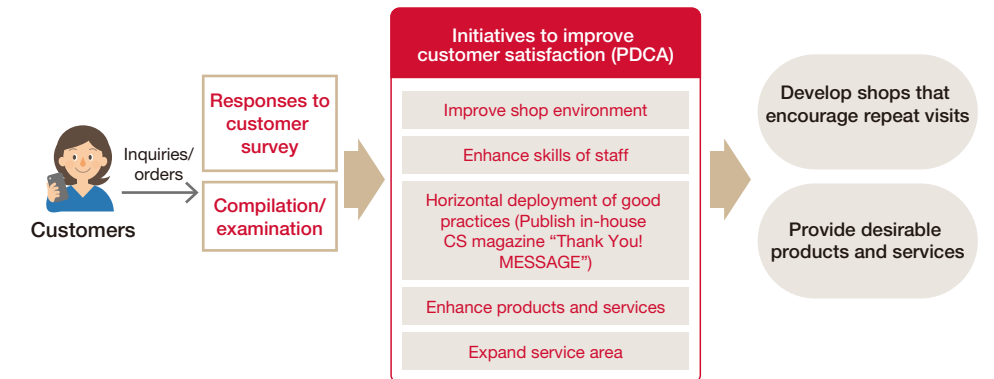 Customers
Inquiries/
orders
Responses to
customer
survey
Compilation/
examination
Initiatives to improve
customer satisfaction (PDCA)
Improve shop environment
Enhance skills of staff
Horizontal deployment of good
practices (Publish in-house
CS magazine “Thank You!
MESSAGE”)
Enhance products and services
Expand service area
Develop shops that
encourage repeat visits
Provide desirable
products and services